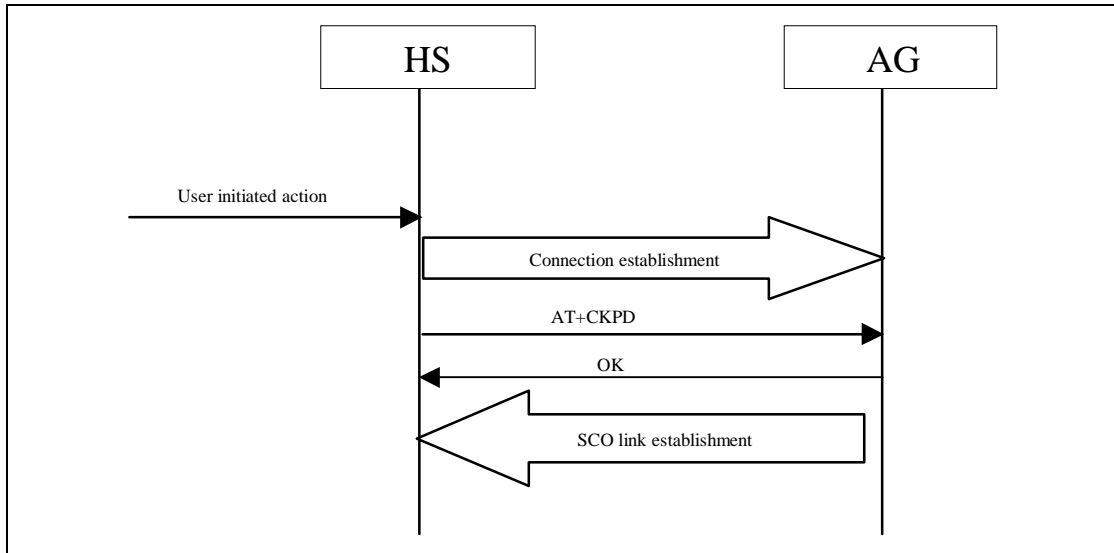 HS
AG
User initiated action
Connection establishment
AT+CKPD
OK
SCO link establishment